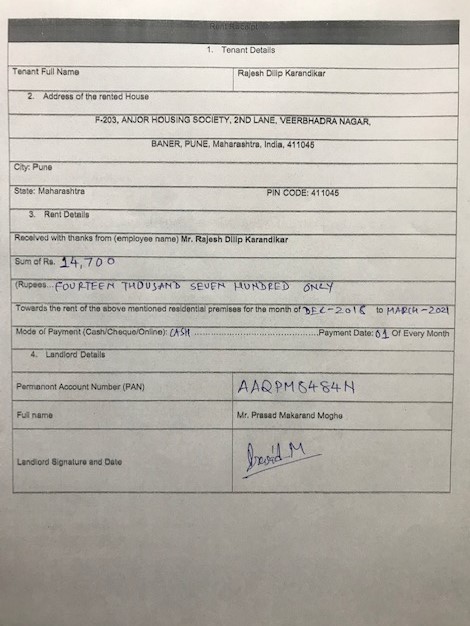 Rent Receipt
1. Tenant Details
Tenant Full Name Rajesh Dilip Karandikar
2. Address of the rented House
F-203, ANJOR HOUSING SOCIETY, 2ND LANE, VEERBHADRA NAGAR,
BANER, PUNE, Maharashtra, India, 411045
City: Pune
State: Maharashtra PIN CODE: 411045
3. Rent Details
Received with thanks from (employee name) Mr. Rajesh Dilip Karandikar
Sum of Rs. 14,700
(Rupees...FOURTEEN THOUSAND SEVEN HUNDRED ONLY
Towards the rent of the above mentioned residential premises for the month of DEC-2018 to MARCH-2021
Mode of Payment (Cash/Cheque/Online): CASH ........................................Payment Date: 01 Of Every Month
4. Landlord Details
Permanent Account Number (PAN) AAQPM8484N
Full name Mr. Prasad Makarand Moghe
Landlord Signature and Date